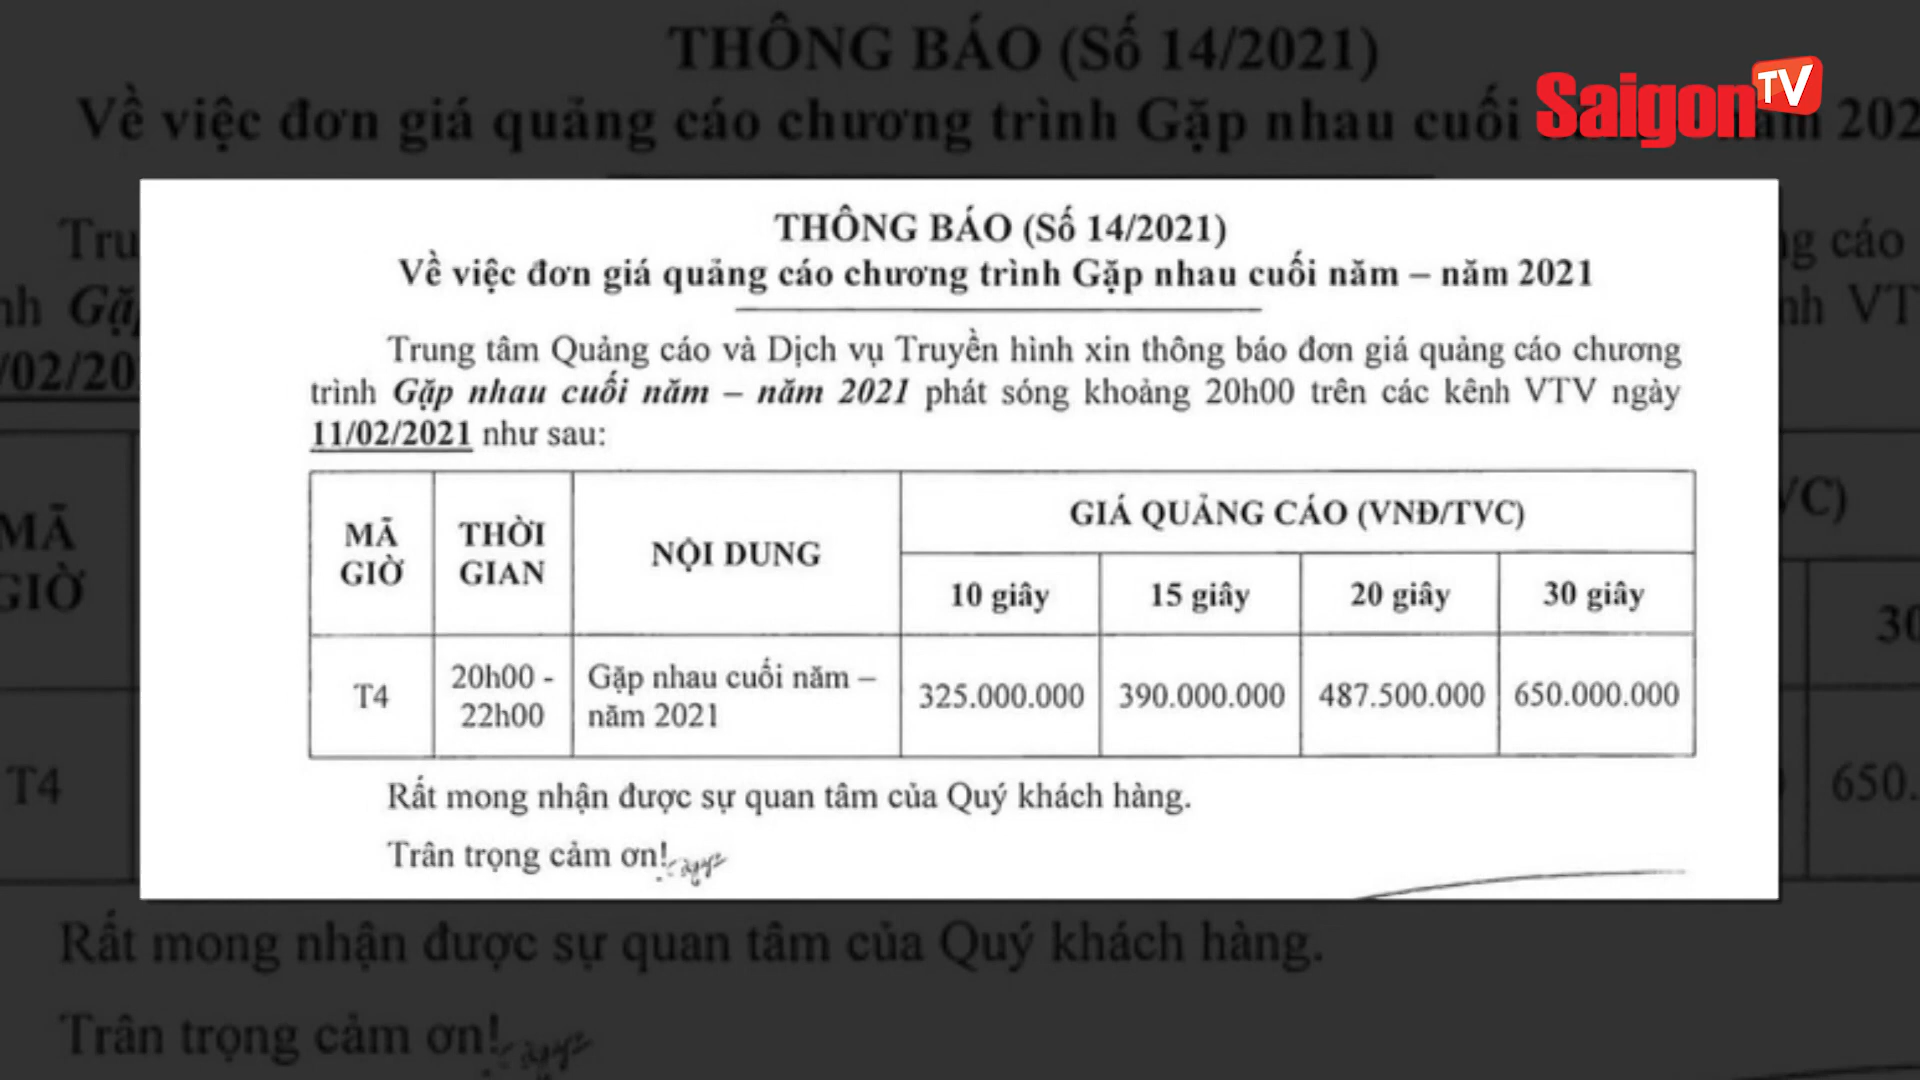 THÔNG BÁO (Số 14/2021)
Về việc đơn giá quảng cáo chương trình Gặp nhau cuối năm 202
Saigon TV
THÔNG BÁO (Số 14/2021)
Về việc đơn giá quảng cáo chương trình Gặp nhau cuối năm – năm 2021
Trung tâm Quảng cáo và Dịch vụ Truyền hình xin thông báo đơn giá quảng cáo chương
trình Gặp nhau cuối năm – năm 2021 phát sóng khoảng 20h00 trên các kênh VTV ngày
11/02/2021 như sau:
MÃ GIỜ
THỜI GIAN
NỘI DUNG
GIÁ QUẢNG CÁO (VNĐ/TVC)
10 giây 15 giây 20 giây 30 giây
T4
20h00 - 22h00
Gặp nhau cuối năm – năm 2021
325.000.000 390.000.000 487.500.000 650.000.000
Rất mong nhận được sự quan tâm của Quý khách hàng.
Trân trọng cảm ơn!
MÃ
GIỜ
T4
650.
Rất mong nhận được sự quan tâm của Quý khách hàng.
Trân trọng cảm ơn!